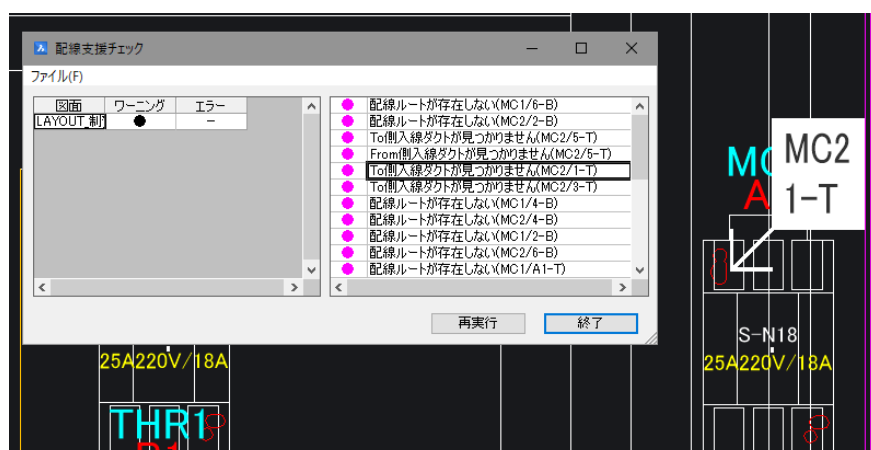 配線支援チェック
ファイル(F)
図面 ワーニング エラー
LAYOUT_制 ● -
配線ルートが存在しない(MC1/6-B)
配線ルートが存在しない(MC2/2-B)
To側入線ダクトが見つかりません(MC2/5-T)
From側入線ダクトが見つかりません(MC2/5-T)
To側入線ダクトが見つかりません(MC2/1-T)
To側入線ダクトが見つかりません(MC2/3-T)
配線ルートが存在しない(MC1/4-B)
配線ルートが存在しない(MC2/4-B)
配線ルートが存在しない(MC1/2-B)
配線ルートが存在しない(MC2/6-B)
配線ルートが存在しない(MC1/A1-T)
再実行 終了
MC2
1-T
S-N18
25A220V/18A
25A220V/18A
THR1